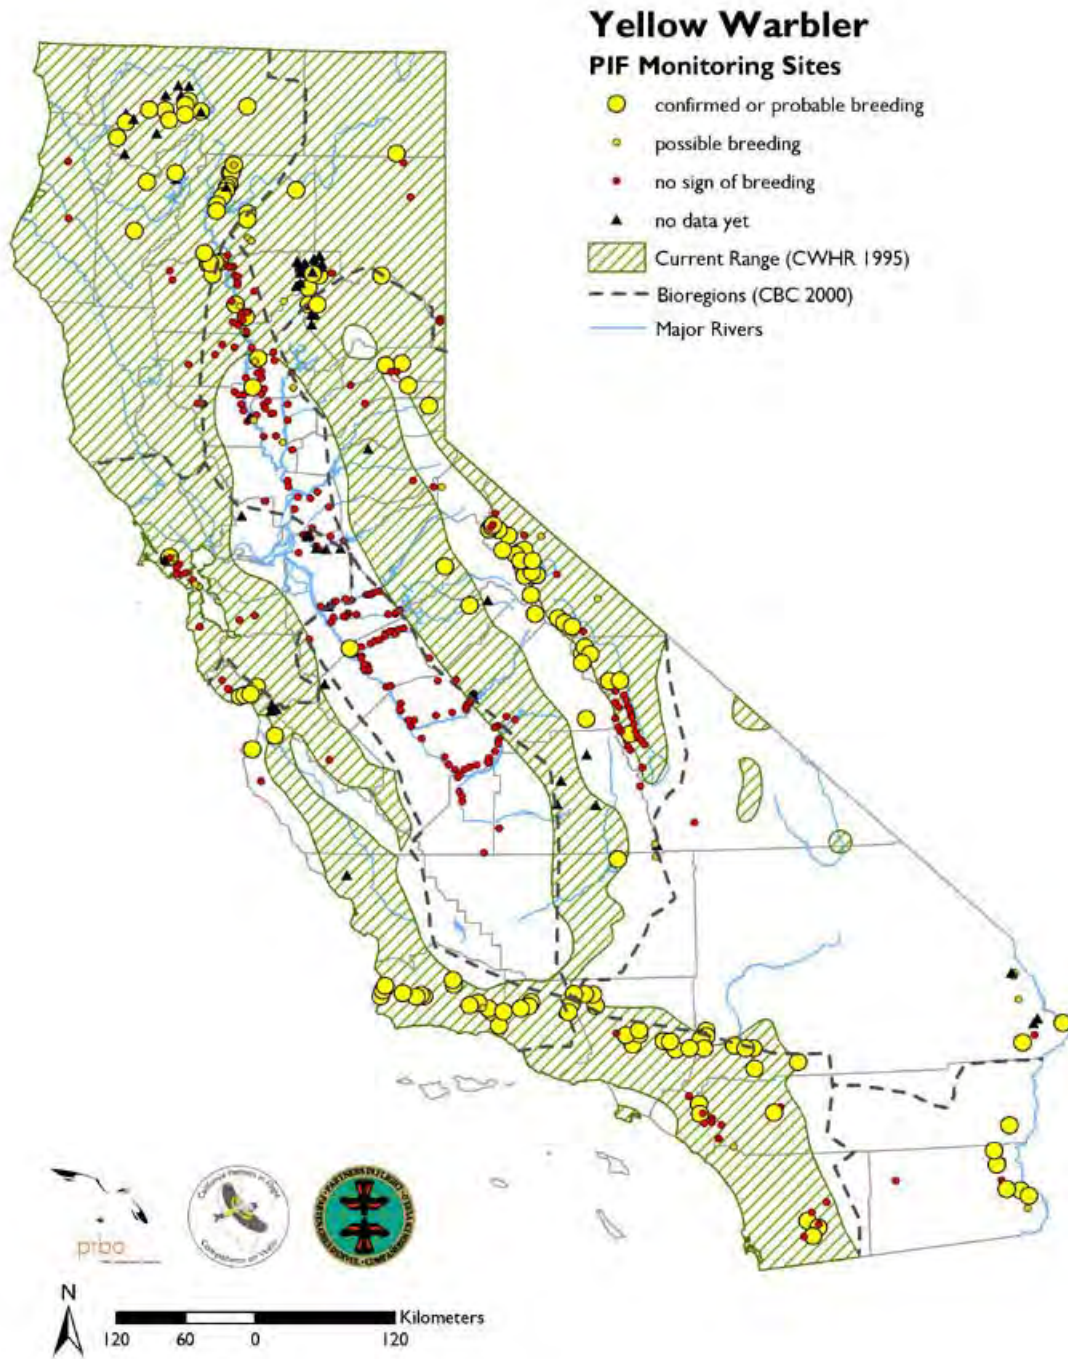 Yellow Warbler
PIF Monitoring Sites
confirmed or probable breeding
possible breeding
no sign of breeding
no data yet
Current Range (CWHR 1995)
Bioregions (CBC 2000)
Major Rivers
prbo
N
Kilometers
120 60 0 120